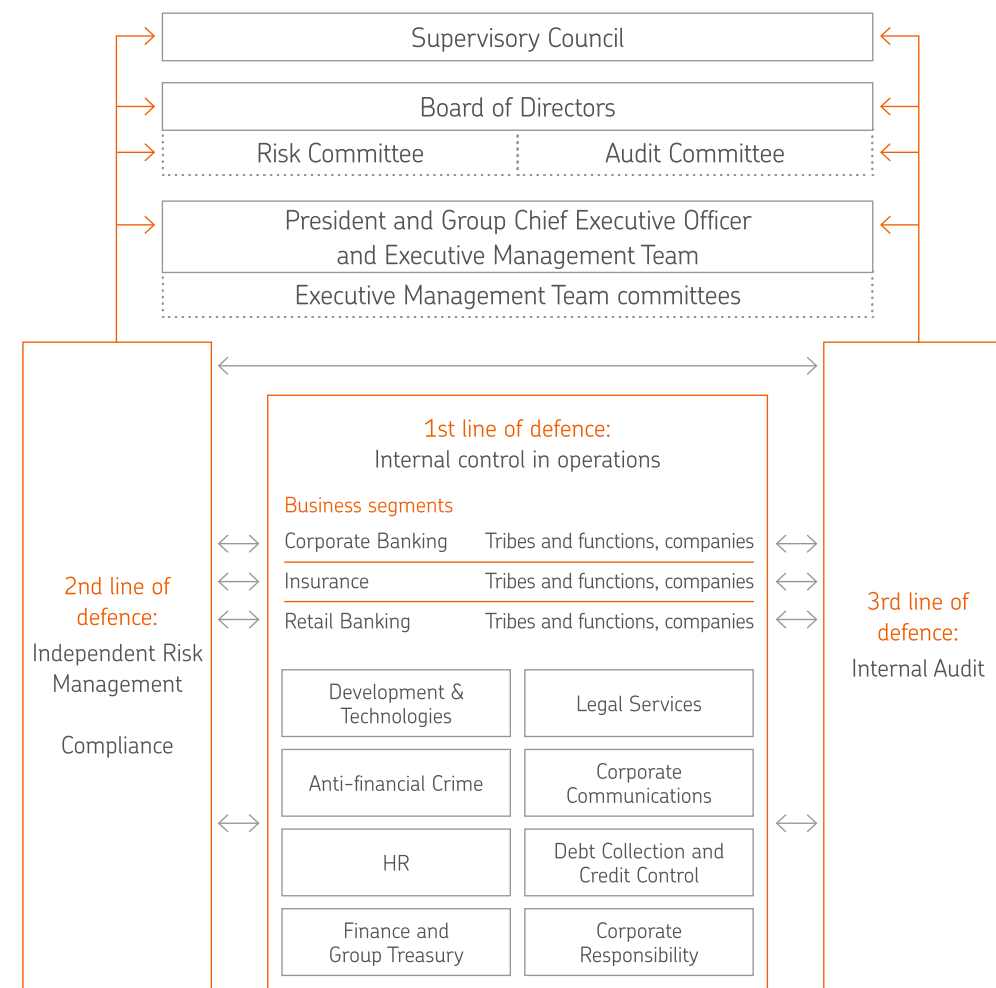 Supervisory Council
Board of Directors
Risk Committee
Audit Committee
President and Group Chief Executive Officer
and Executive Management Team
Executive Management Team committees
1st line of defence:
Internal control in operations
Business segments
Corporate Banking Tribes and functions, companies
Insurance Tribes and functions, companies
Retail Banking Tribes and functions, companies
2nd line of
defence:
Independent Risk
Management
Compliance
3rd line of
defence:
Internal Audit
Development &
Technologies
Legal Services
Anti-financial Crime
Corporate
Communications
HR
Debt Collection and
Credit Control
Finance and
Group Treasury
Corporate
Responsibility